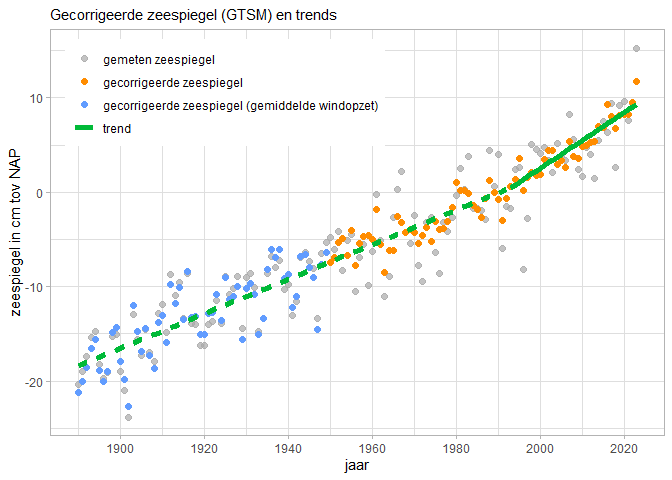 Gecorrigeerde zeespiegel (GTSM) en trends
gemeten zeespiegel
gecorrigeerde zeespiegel
gecorrigeerde zeespiegel (gemiddelde windopzet)
trend
zeespiegel in cm tov NAP
10
0
-10
-20
1900
1920
1940
1960
1980
2000
2020
jaar